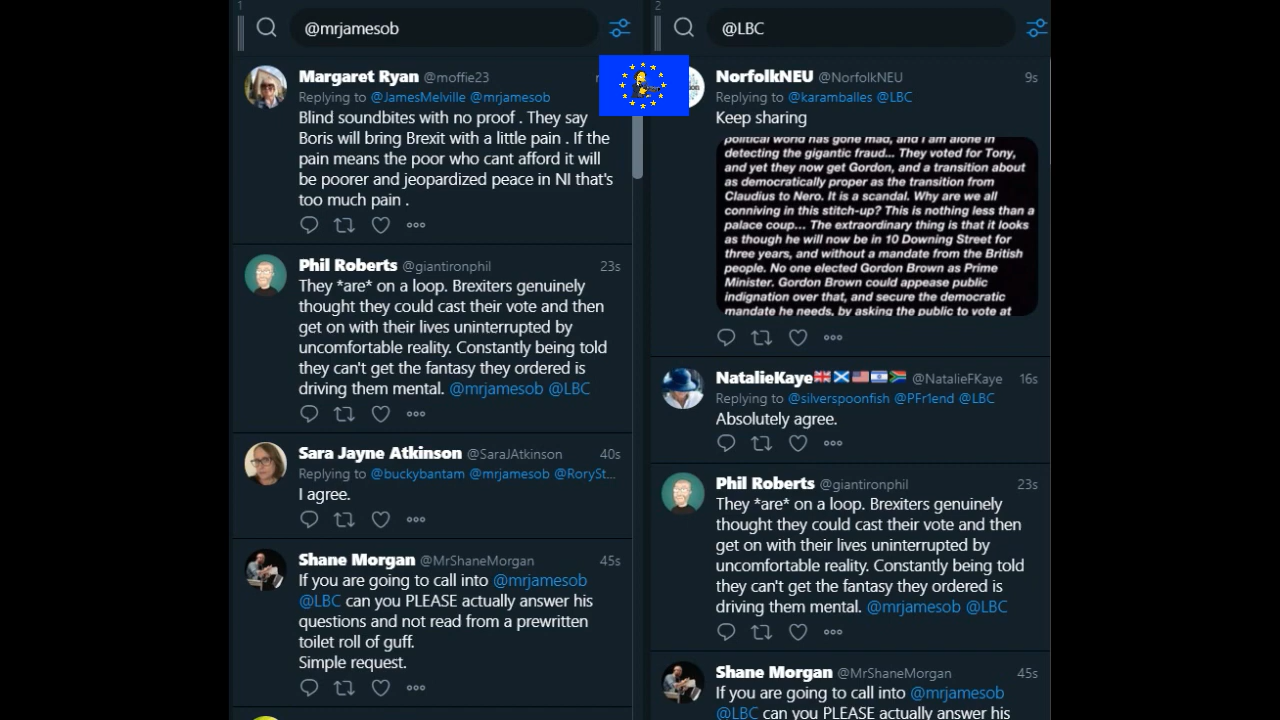 1
@mrjamesob
Margaret Ryan @moffie23
Replying to @JamesMelville @mrjamesob
Blind soundbites with no proof . They say
Boris will bring Brexit with a little pain . If the
pain means the poor who cant afford it will
be poorer and jeopardized peace in NI that's
too much pain .
Phil Roberts @giantironphil 23s
They *are* on a loop. Brexiters genuinely
thought they could cast their vote and then
get on with their lives uninterrupted by
uncomfortable reality. Constantly being told
they can't get the fantasy they ordered is
driving them mental. @mrjamesob @LBC
Sara Jayne Atkinson @SaraJAtkinson 40s
Replying to @buckybantam @mrjamesob @RorySt...
I agree.
Shane Morgan @MrShaneMorgan 45s
If you are going to call into @mrjamesob
@LBC can you PLEASE actually answer his
questions and not read from a prewritten
toilet roll of guff.
Simple request.
2
@LBC
NorfolkNEU @NorfolkNEU 9s
Replying to @karamballes @LBC
Keep sharing
political world has gone mad, and I am alone in
detecting the gigantic fraud... They voted for Tony,
and yet they now get Gordon, and a transition about
as democratically proper as the transition from
Claudius to Nero. It is a scandal. Why are we all
conniving in this stitch-up? This is nothing less than a
palace coup... The extraordinary thing is that it looks
as though he will now be in 10 Downing Street for
three years, and without a mandate from the British
people. No one elected Gordon Brown as Prime
Minister. Gordon Brown could appease public
indignation over that, and secure the democratic
mandate he needs, by asking the public to vote at
NatalieKaye @NatalieFKaye 16s
Replying to @silverspoonfish @PFr1end @LBC
Absolutely agree.
Phil Roberts @giantironphil 23s
They *are* on a loop. Brexiters genuinely
thought they could cast their vote and then
get on with their lives uninterrupted by
uncomfortable reality. Constantly being told
they can't get the fantasy they ordered is
driving them mental. @mrjamesob @LBC
Shane Morgan @MrShaneMorgan 45s
If you are going to call into @mrjamesob
@LBC can you PLEASE actually answer his